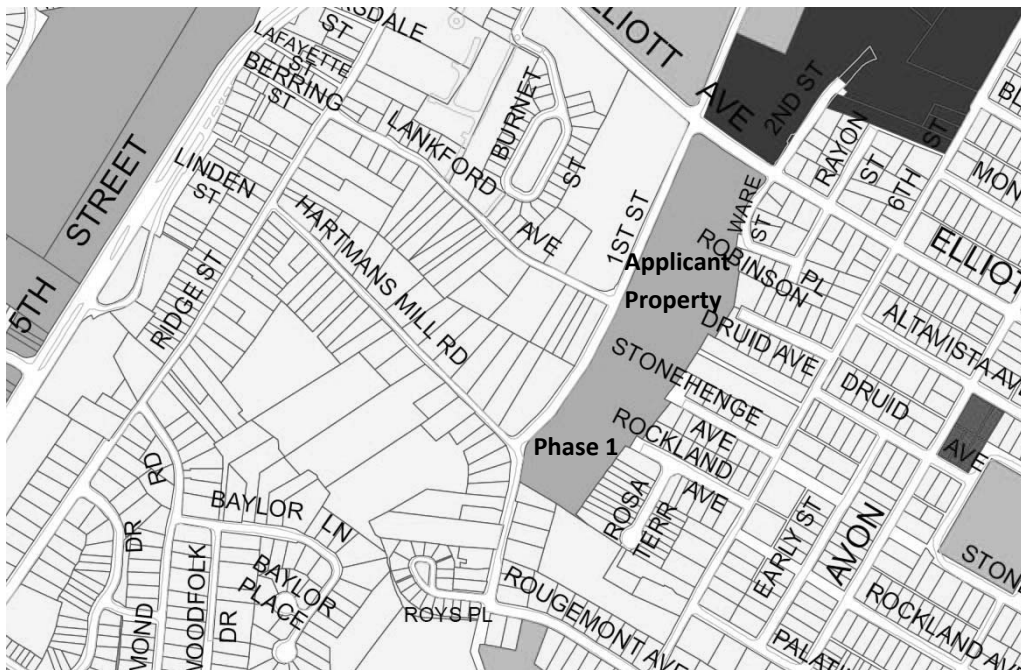 ST
LAFAYETTE
ST
BERRING
ST
LINDEN
ST
5TH STREET
RIDGE ST
HARTMANS MILL RD
LANKFORD AVE
BURNET ST
ELLIOTT AVE
2ND ST
1ST ST
WARE
ST
RAYON
ST
6TH ST
ELLIOTT
ROBINSON
PL
Applicant
Property
DRUID AVE
ALTAVISTA AVE
DRUID
AVE
STONEHENGE
AVE
ROCKLAND
AVE
Phase 1
ROSA
TERR
EARLY ST
AVON
ROCKLAND AVE
RD
DR
BAYLOR
LN
BAYLOR
PLACE
WOODFOLK
DR
ROYS PL
ROUGEMONT AVE